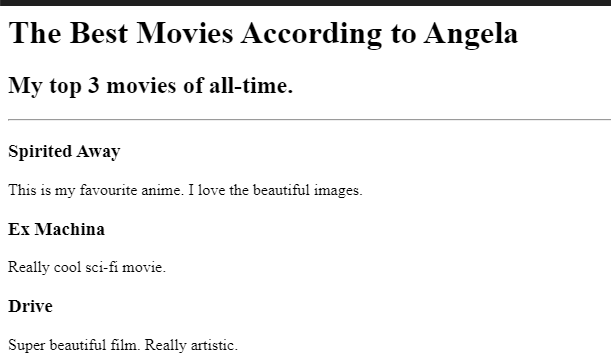 The Best Movies According to Angela
My top 3 movies of all-time.
Spirited Away
This is my favourite anime. I love the beautiful images.
Ex Machina
Really cool sci-fi movie.
Drive
Super beautiful film. Really artistic.